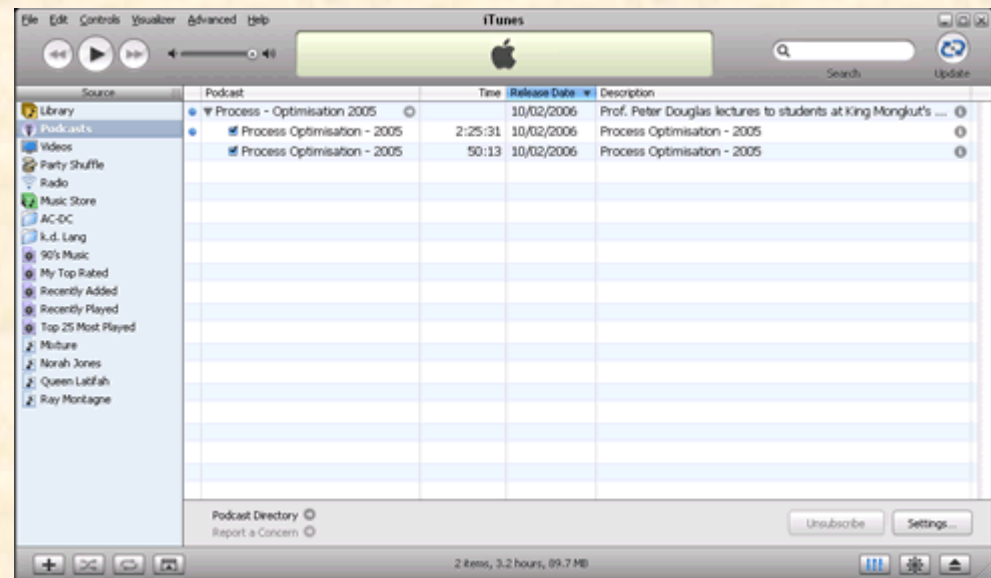 File Edit Controls Visualizer Advanced Help
iTunes
Search
Update
Source
Podcast Time Release Date Description
Library
Podcasts
Videos
Party Shuffle
Radio
Music Store
AC-DC
k.d. Lang
90's Music
My Top Rated
Recently Added
Recently Played
Top 25 Most Played
Mixture
Norah Jones
Queen Latifah
Ray Montagne
Process - Optimisation 2005 10/02/2006 Prof. Peter Douglas lectures to students at King Mongkut's ...
Process Optimisation - 2005 2:25:31 10/02/2006 Process Optimisation - 2005
Process Optimisation - 2005 50:13 10/02/2006 Process Optimisation - 2005
Podcast Directory
Report a Concern
Unsubscribe
Settings...
2 items, 3.2 hours, 89.7 MB